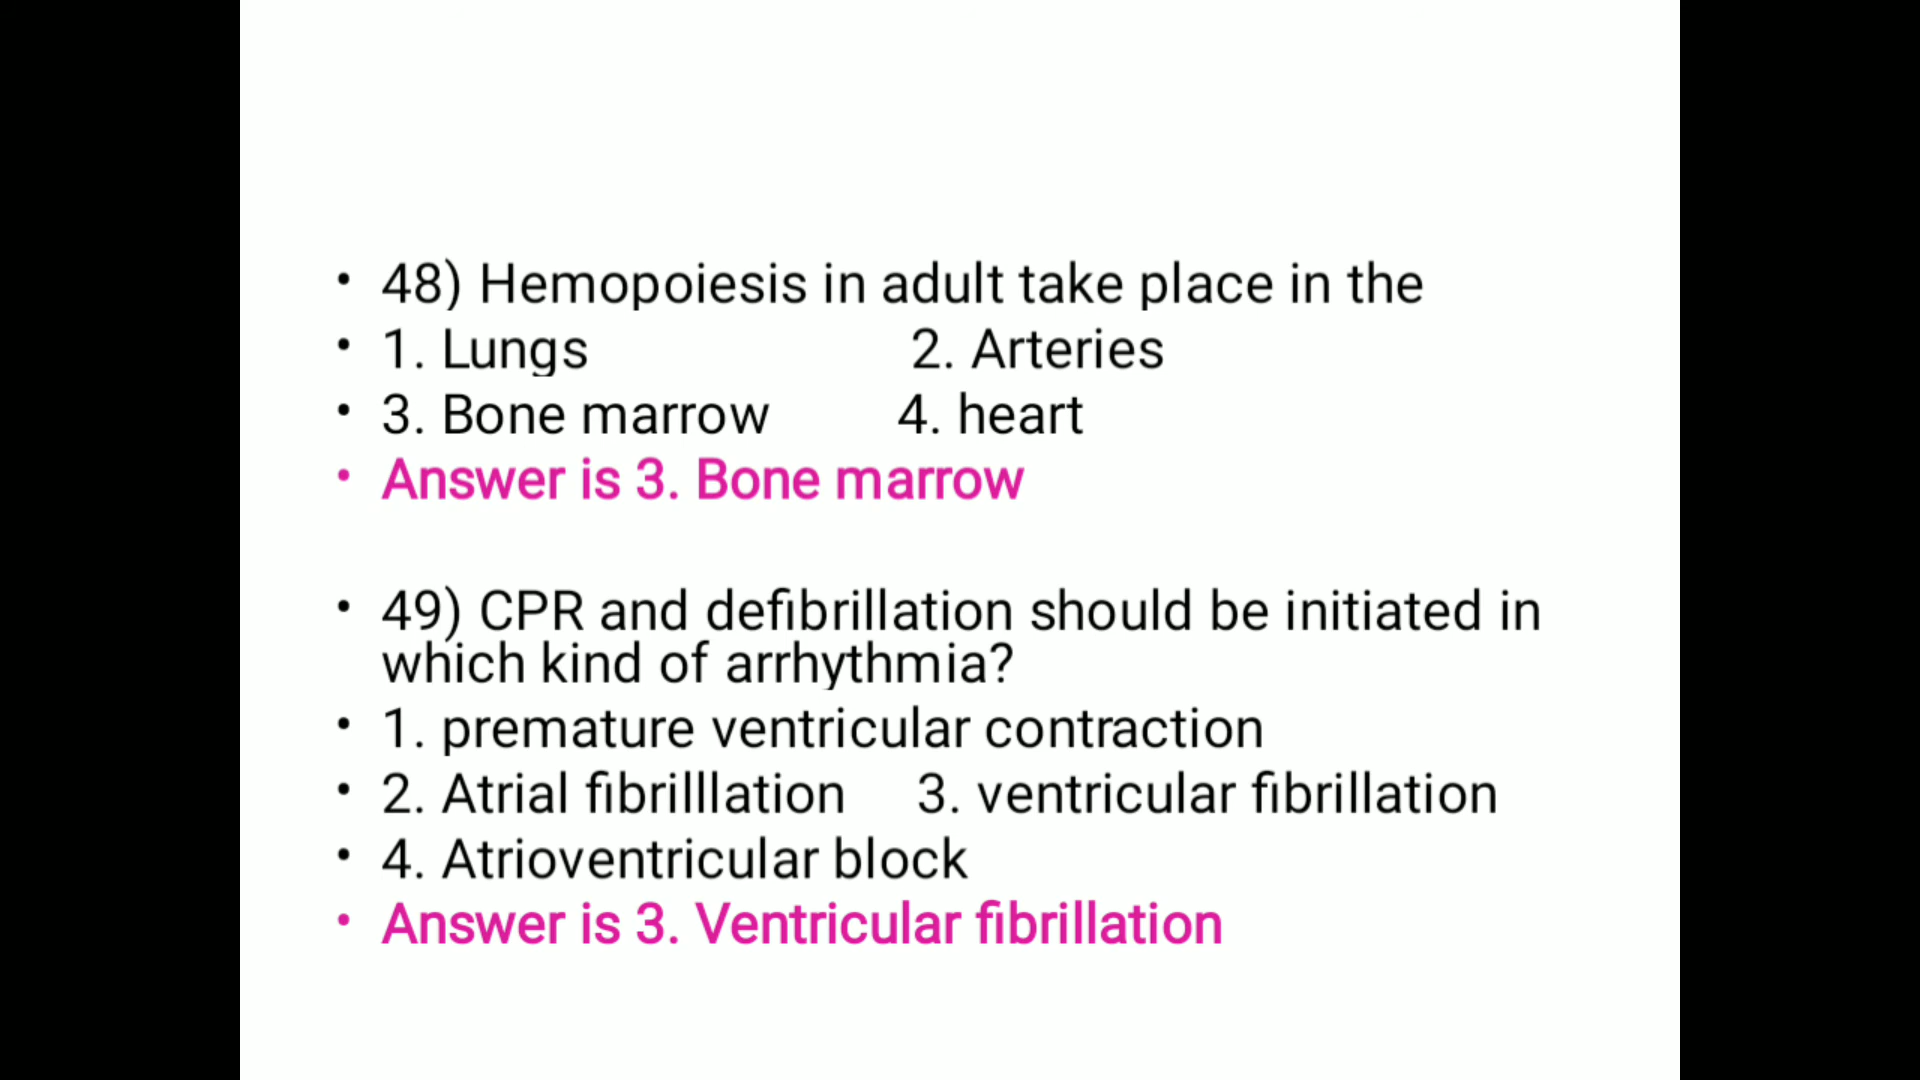 • 48) Hemopoiesis in adult take place in the
• 1. Lungs 2. Arteries
• 3. Bone marrow 4. heart
• Answer is 3. Bone marrow
• 49) CPR and defibrillation should be initiated in
which kind of arrhythmia?
• 1. premature ventricular contraction
• 2. Atrial fibrilllation 3. ventricular fibrillation
• 4. Atrioventricular block
• Answer is 3. Ventricular fibrillation